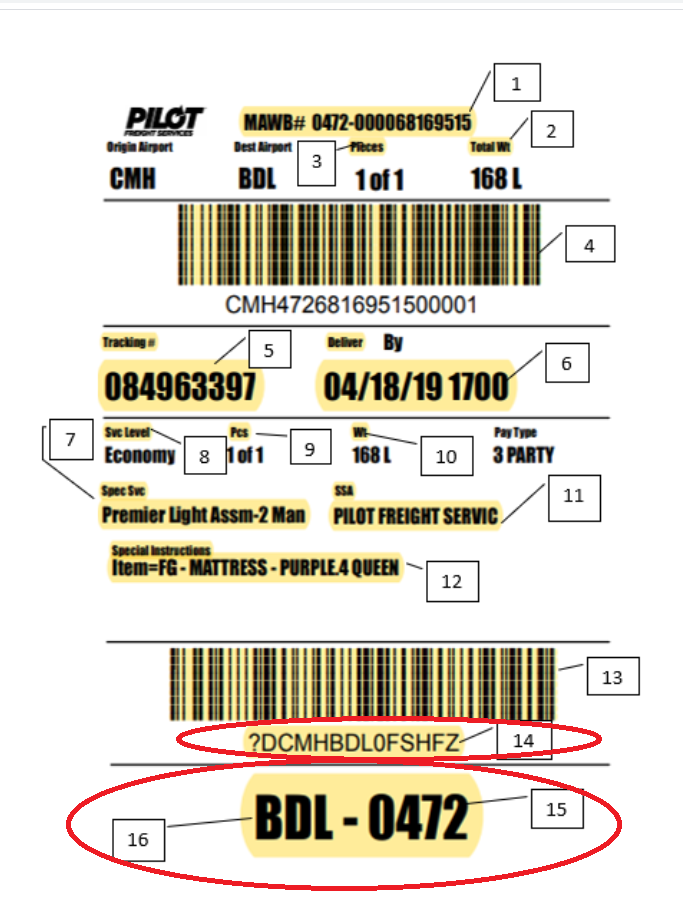 1
PILOT MAWB# 0472-000068169515
FREIGHT SERVICES
2
Origin Airport Dest Airport 3 Pieces Total Wt
CMH BDL 1 of 1 168 L
4
CMH4726816951500001
Tracking # 5 Deliver By
6
084963397 04/18/19 1700
7 Svc Level Pcs Wt Pay Type
Economy 8 1 of 1 9 168 L 10 3 PARTY
Spec Svc SSA 11
Premier Light Assm-2 Man PILOT FREIGHT SERVIC
Special Instructions
Item=FG - MATTRESS - PURPLE.4 QUEEN 12
13
?DCMHBDL0FSHFZ 14
BDL - 0472 15
16